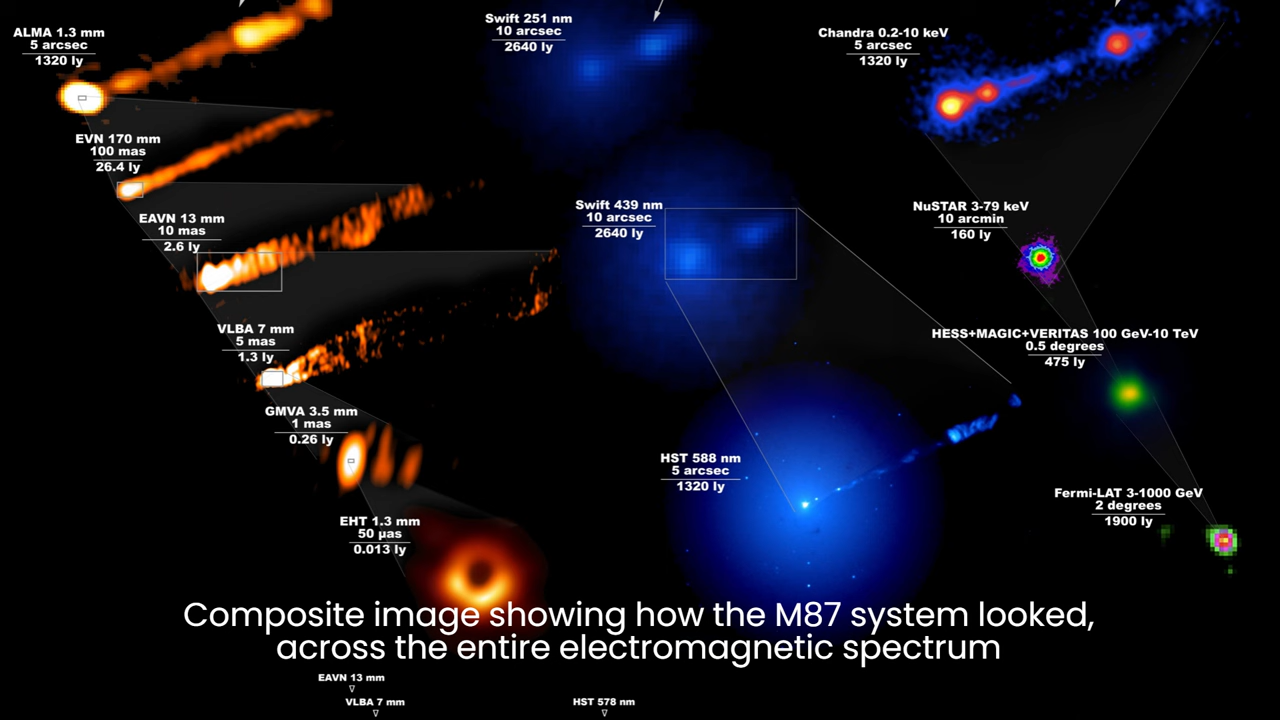 ALMA 1.3 mm
5 arcsec
1320 ly
EVN 170 mm
100 mas
26.4 ly
EAVN 13 mm
10 mas
2.6 ly
VLBA 7 mm
5 mas
1.3 ly
GMVA 3.5 mm
1 mas
0.26 ly
EHT 1.3 mm
50 µas
0.013 ly
Swift 251 nm
10 arcsec
2640 ly
Swift 439 nm
10 arcsec
2640 ly
HST 588 nm
5 arcsec
1320 ly
Chandra 0.2-10 keV
5 arcsec
1320 ly
NuSTAR 3-79 keV
10 arcmin
160 ly
HESS+MAGIC+VERITAS 100 GeV-10 TeV
0.5 degrees
475 ly
Fermi-LAT 3-1000 GeV
2 degrees
1900 ly
Composite image showing how the M87 system looked,
across the entire electromagnetic spectrum
EAVN 13 mm
VLBA 7 mm
HST 578 nm